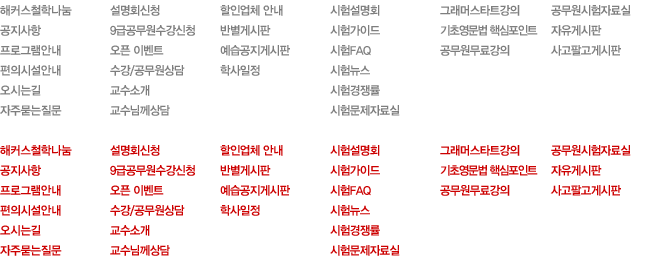 해커스철학나눔 설명회신청 할인업체 안내 시험설명회 그래머스타트강의 공무원시험자료실
공지사항 9급공무원수강신청 반별게시판 시험가이드 기초영문법 핵심포인트 자유게시판
프로그램안내 오픈 이벤트 예습공지게시판 시험FAQ 공무원무료강의 사고팔고게시판
편의시설안내 수강/공무원상담 학사일정 시험뉴스
오시는길 교수소개 시험경쟁률
자주묻는질문 교수님께상담 시험문제자료실
해커스철학나눔 설명회신청 할인업체 안내 시험설명회 그래머스타트강의 공무원시험자료실
공지사항 9급공무원수강신청 반별게시판 시험가이드 기초영문법 핵심포인트 자유게시판
프로그램안내 오픈 이벤트 예습공지게시판 시험FAQ 공무원무료강의 사고팔고게시판
편의시설안내 수강/공무원상담 학사일정 시험뉴스
오시는길 교수소개 시험경쟁률
자주묻는질문 교수님께상담 시험문제자료실